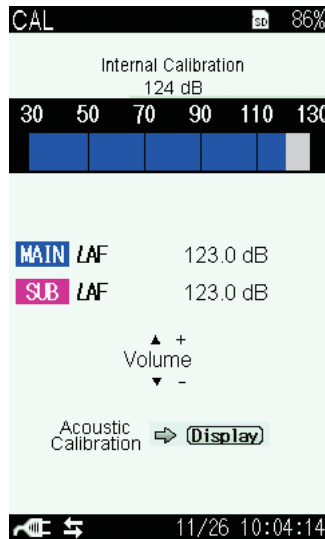 CAL SD 86%
Internal Calibration
124 dB
30 50 70 90 110 130
MAIN LAF 123.0 dB
SUB LAF 123.0 dB
▲ +
Volume
▼ -
Acoustic
Calibration ⇨ (Display)
11/26 10:04:14